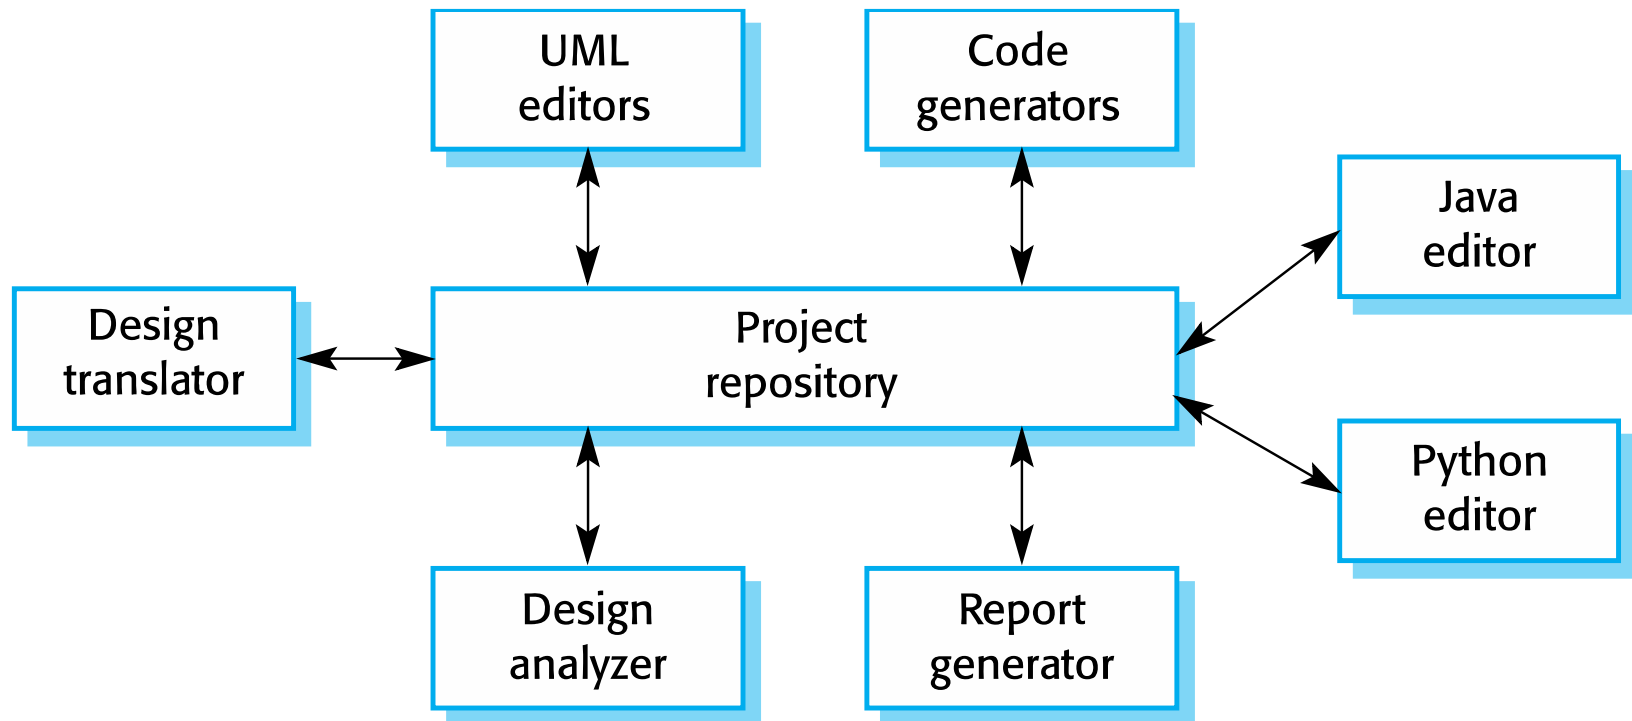 UML
editors
Code
generators
Java
editor
Design
translator
Project
repository
Python
editor
Design
analyzer
Report
generator